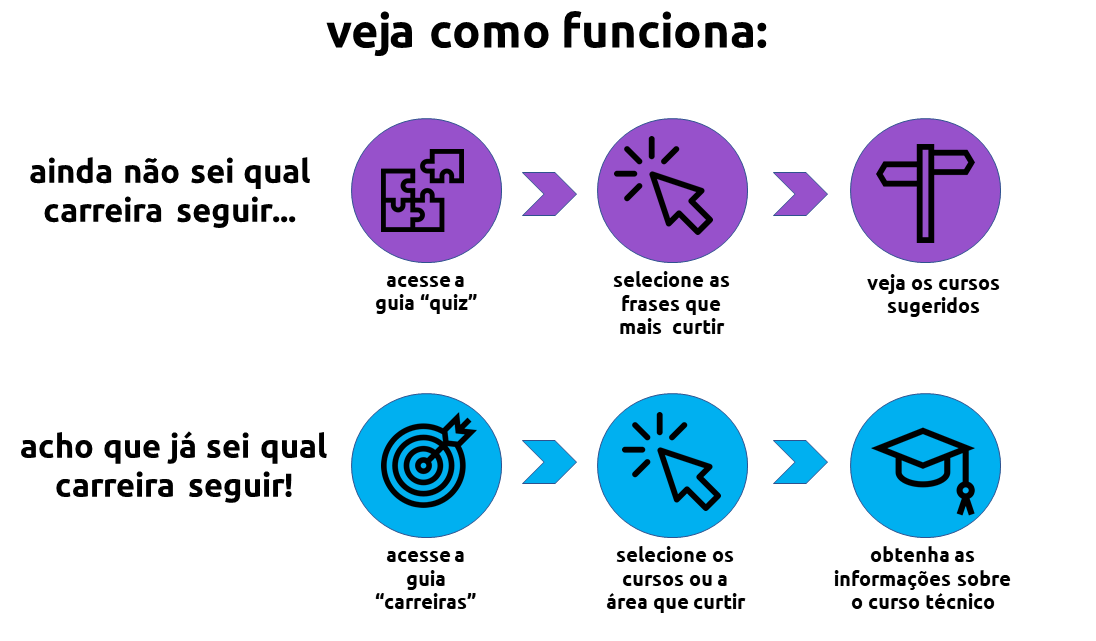 veja como funciona:
ainda não sei qual
carreira seguir...
acesse a
guia “quiz”
selecione as
frases que
mais curtir
veja os cursos
sugeridos
acho que já sei qual
carreira seguir!
acesse a
guia
“carreiras”
selecione os
cursos ou a
área que curtir
obtenha as
informações sobre
o curso técnico